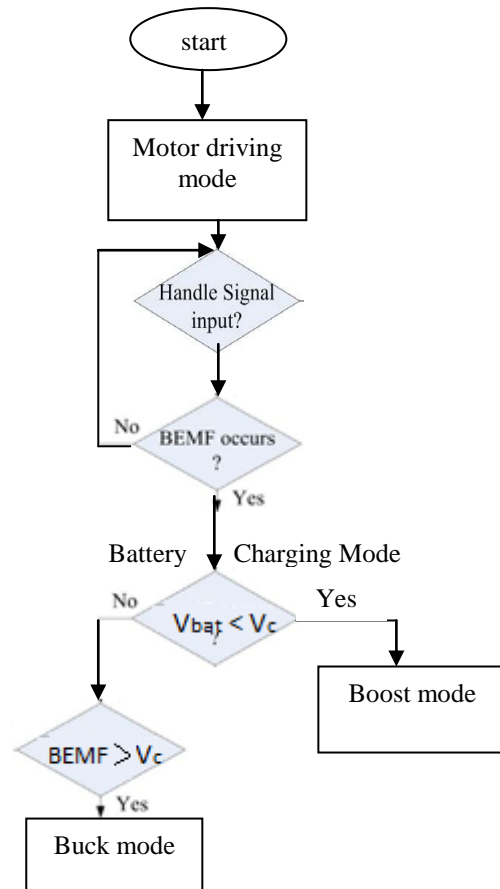 start
Motor driving
mode
Handle Signal
input?
No
BEMF occurs
?
Yes
Battery Charging Mode
No
Vbat < Vc
?
Yes
Boost mode
BEMF > Vc
Yes
Buck mode